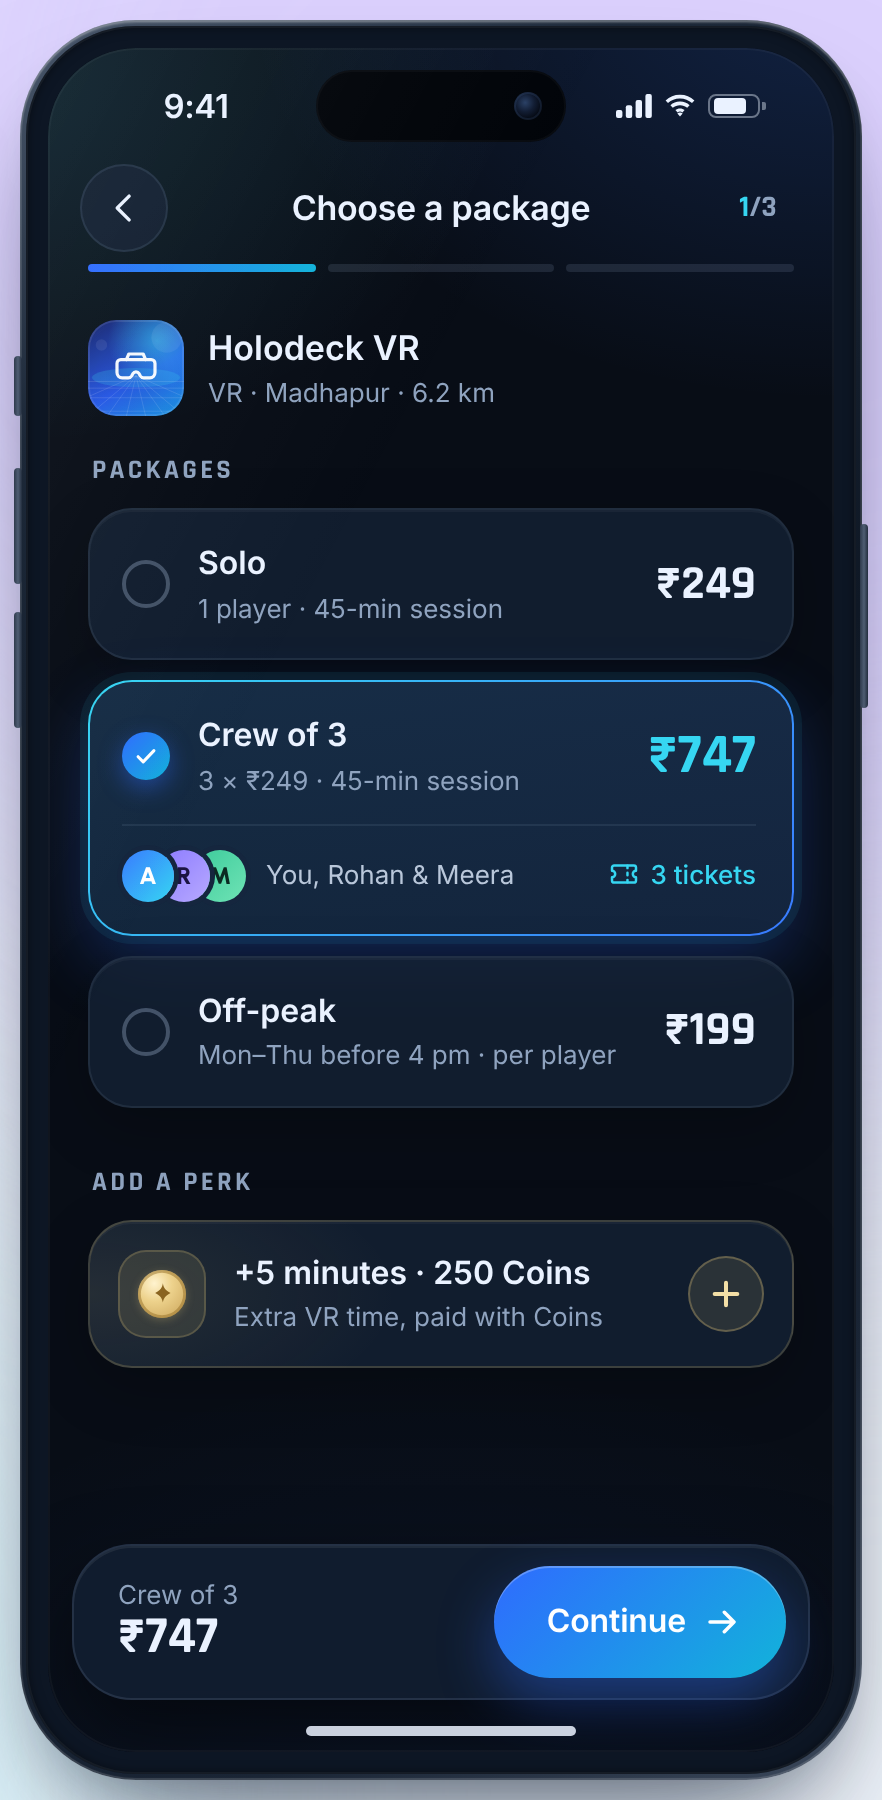 9:41
Choose a package
1/3
Holodeck VR
VR · Madhapur · 6.2 km
PACKAGES
Solo
1 player · 45-min session
₹249
Crew of 3
3 × ₹249 · 45-min session
₹747
A R M
You, Rohan & Meera
3 tickets
Off-peak
Mon–Thu before 4 pm · per player
₹199
ADD A PERK
+5 minutes · 250 Coins
Extra VR time, paid with Coins
Crew of 3
₹747
Continue